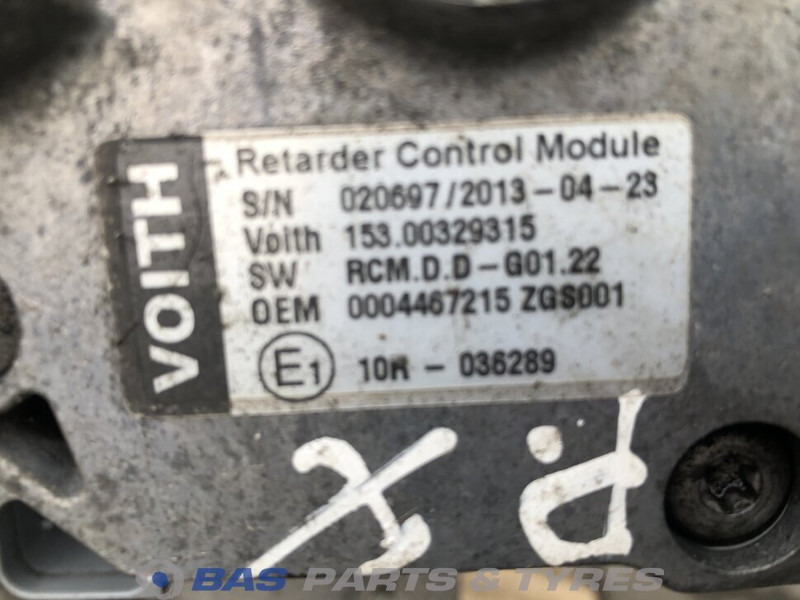 VOITH
Retarder Control Module
S/N 020697/2013-04-23
Voith 153.00329315
SW RCM.D.D-G01.22
OEM 0004467215 ZGS001
E1 10R - 036289
BAS PARTS & TYRES